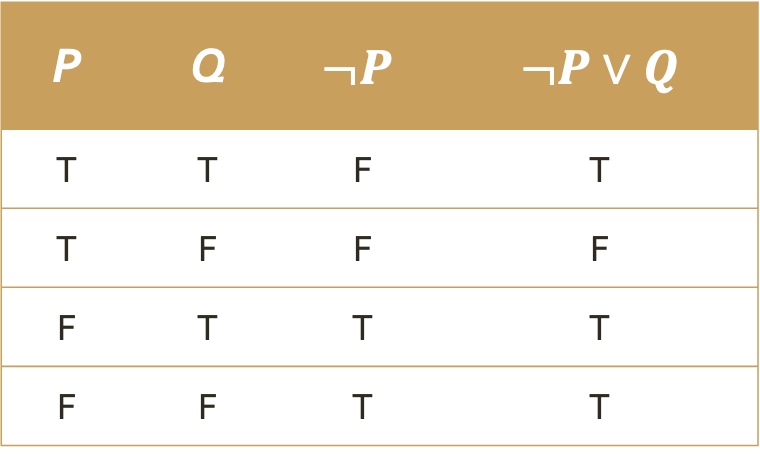 P Q ¬P ¬P ∨ Q
T T F T
T F F F
F T T T
F F T T